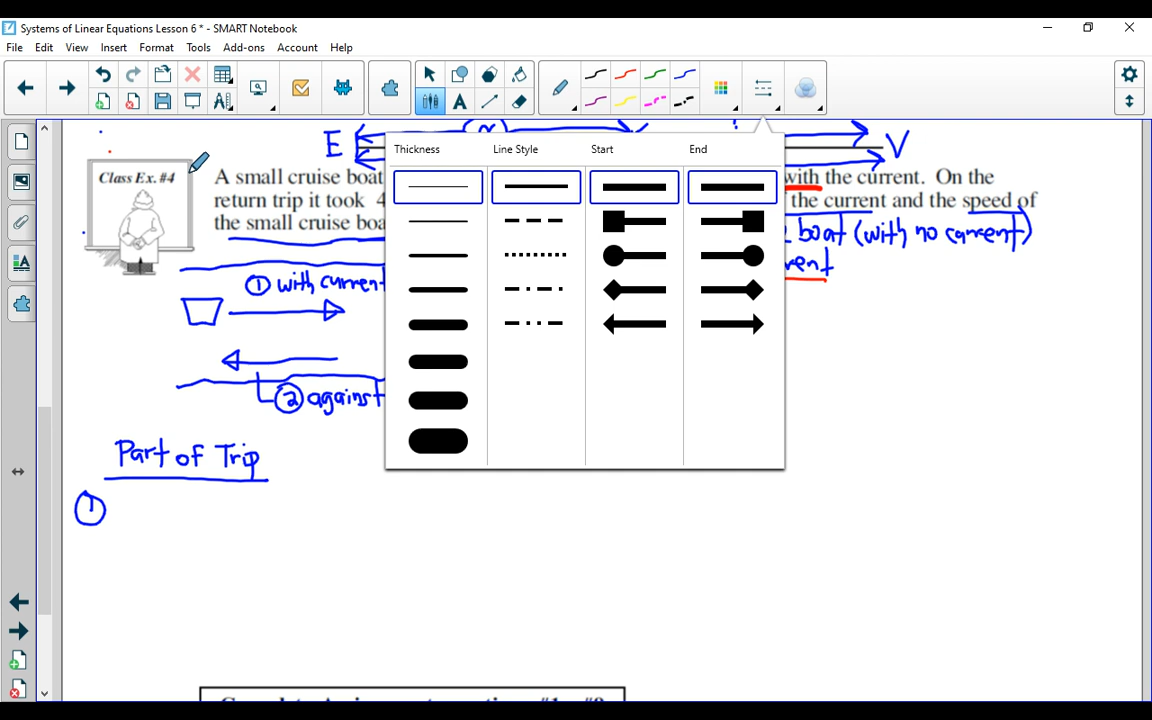 Systems of Linear Equations Lesson 6 * - SMART Notebook
File Edit View Insert Format Tools Add-ons Account Help
E V
Thickness Line Style Start End
Class Ex. #4
A small cruise boat with the current. On the
return trip it took 4 the current and the speed of
the small cruise boa boat (with no current)
① with current rent
② against
Part of Trip
①